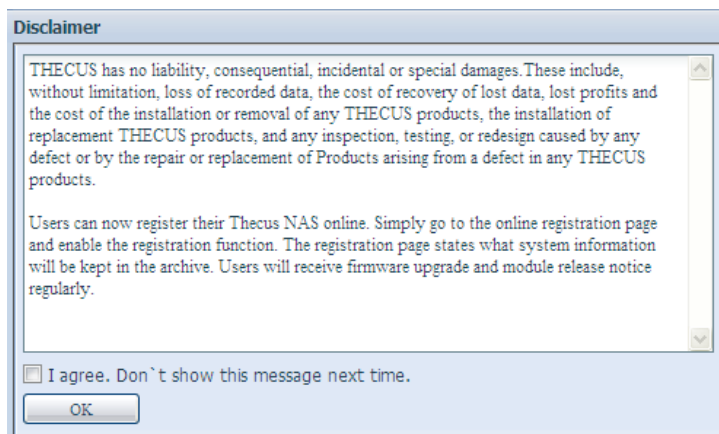 Disclaimer
THECUS has no liability, consequential, incidental or special damages.These include,
without limitation, loss of recorded data, the cost of recovery of lost data, lost profits and
the cost of the installation or removal of any THECUS products, the installation of
replacement THECUS products, and any inspection, testing, or redesign caused by any
defect or by the repair or replacement of Products arising from a defect in any THECUS
products.
Users can now register their Thecus NAS online. Simply go to the online registration page
and enable the registration function. The registration page states what system information
will be kept in the archive. Users will receive firmware upgrade and module release notice
regularly.
I agree. Don`t show this message next time.
OK